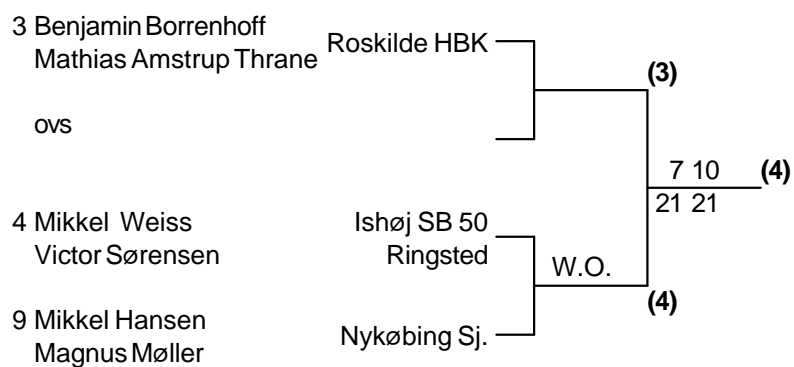 3 Benjamin Borrenhoff Roskilde HBK
Mathias Amstrup Thrane
(3)
ovs
7 10 (4)
21 21
4 Mikkel Weiss Ishøj SB 50
Victor Sørensen Ringsted
W.O.
(4)
9 Mikkel Hansen Nykøbing Sj.
Magnus Møller